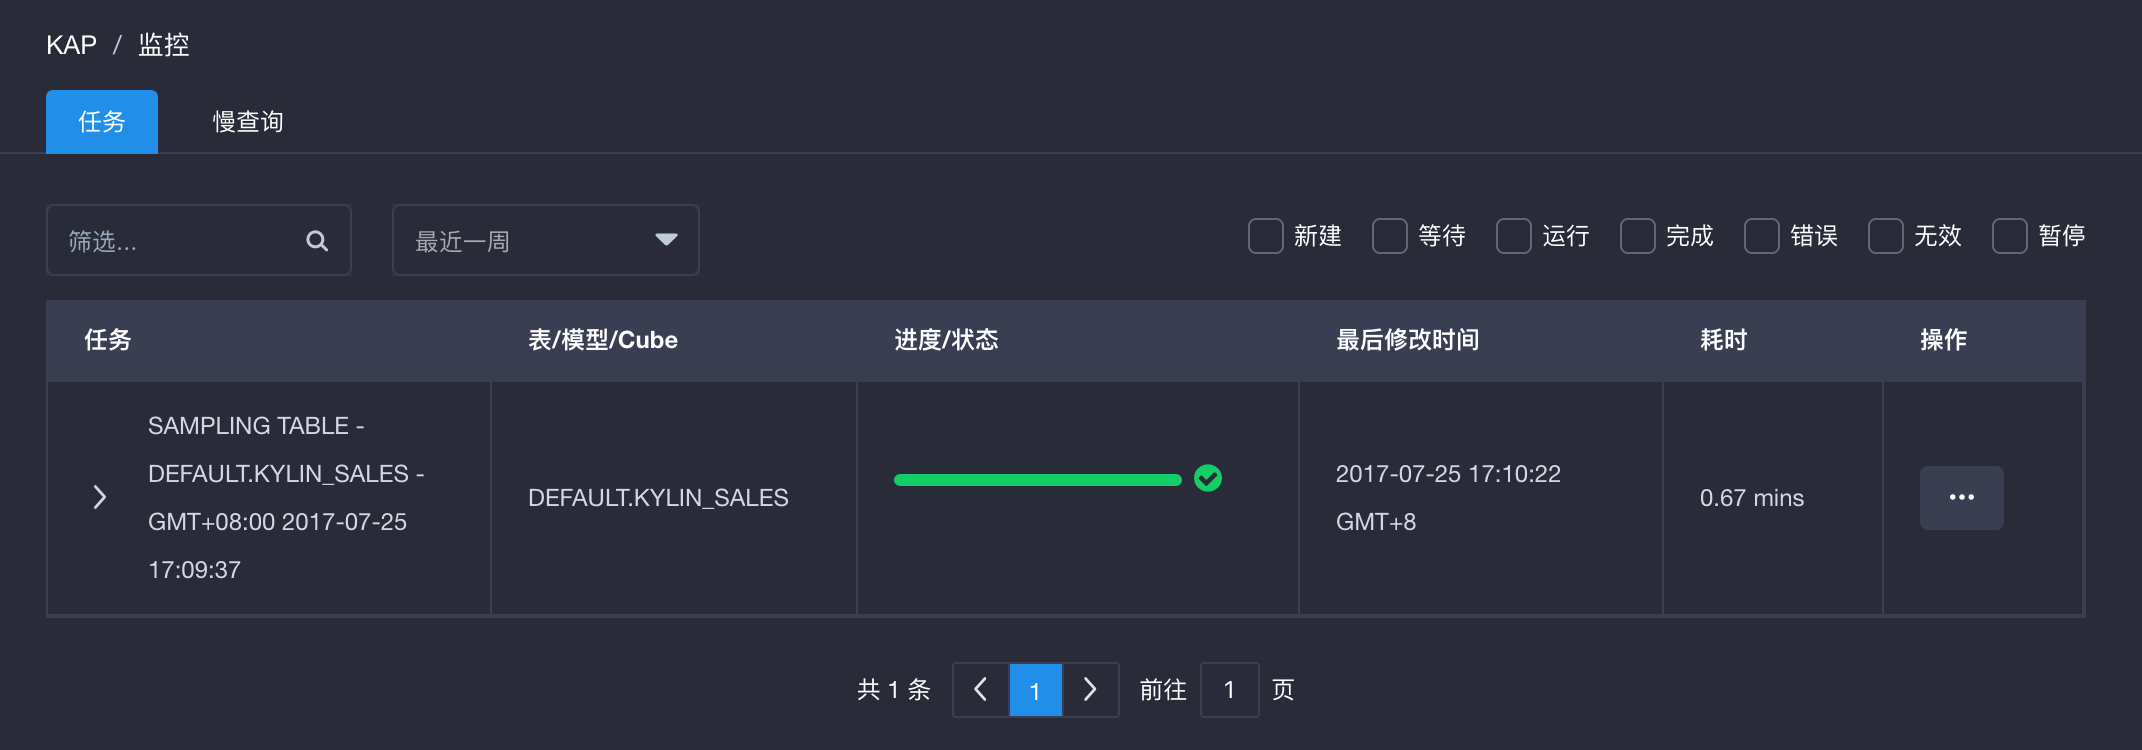 KAP / 监控
任务 慢查询
筛选... 最近一周 新建 等待 运行 完成 错误 无效 暂停
任务 表/模型/Cube 进度/状态 最后修改时间 耗时 操作
SAMPLING TABLE -
DEFAULT.KYLIN_SALES -
GMT+08:00 2017-07-25
17:09:37
DEFAULT.KYLIN_SALES
2017-07-25 17:10:22
GMT+8
0.67 mins
共 1 条 1 前往 1 页